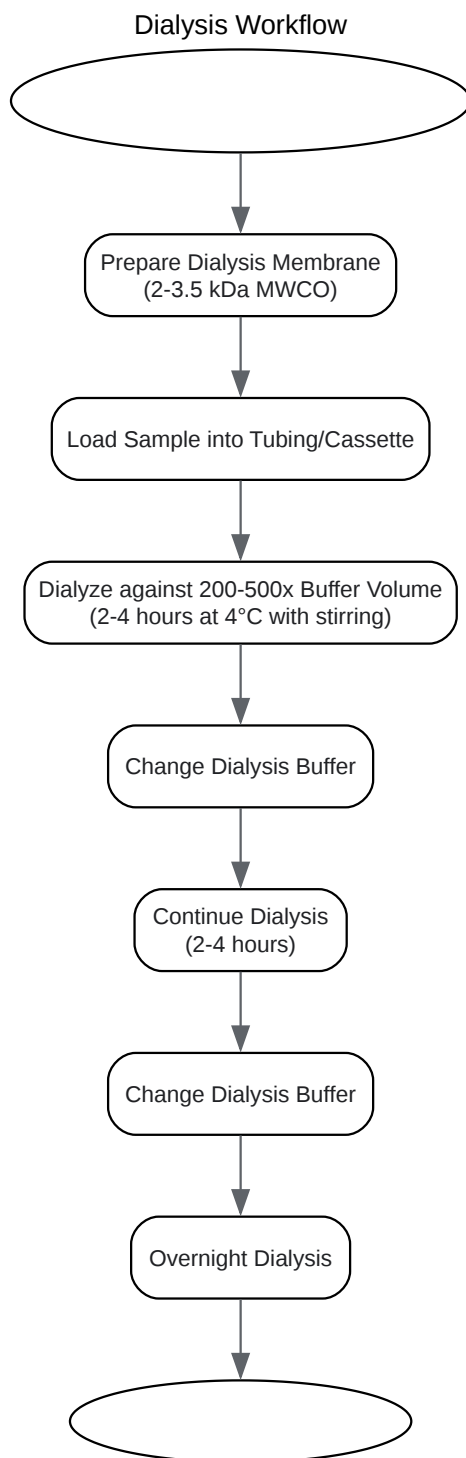 Dialysis Workflow
Prepare Dialysis Membrane
(2-3.5 kDa MWCO)
Load Sample into Tubing/Cassette
Dialyze against 200-500x Buffer Volume
(2-4 hours at 4°C with stirring)
Change Dialysis Buffer
Continue Dialysis
(2-4 hours)
Change Dialysis Buffer
Overnight Dialysis